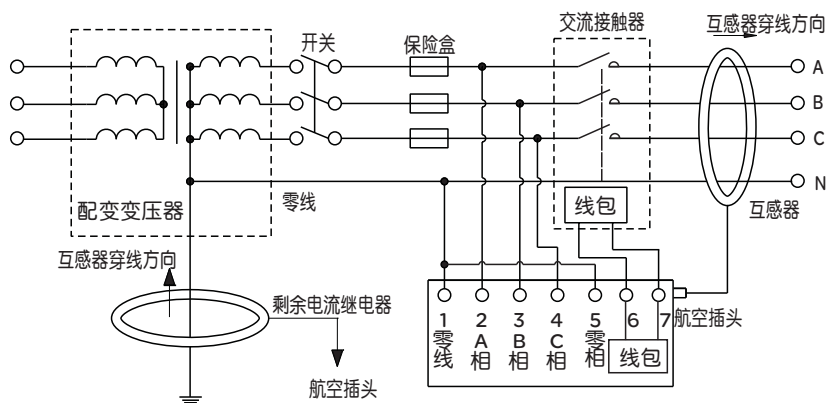 开关
保险盒
交流接触器
互感器穿线方向
A
B
C
N
配变变压器
零线
线包
互感器
互感器穿线方向
剩余电流继电器
航空插头
1 2 3 4 5 6 7
零线
A相
B相
C相
零相
线包
航空插头